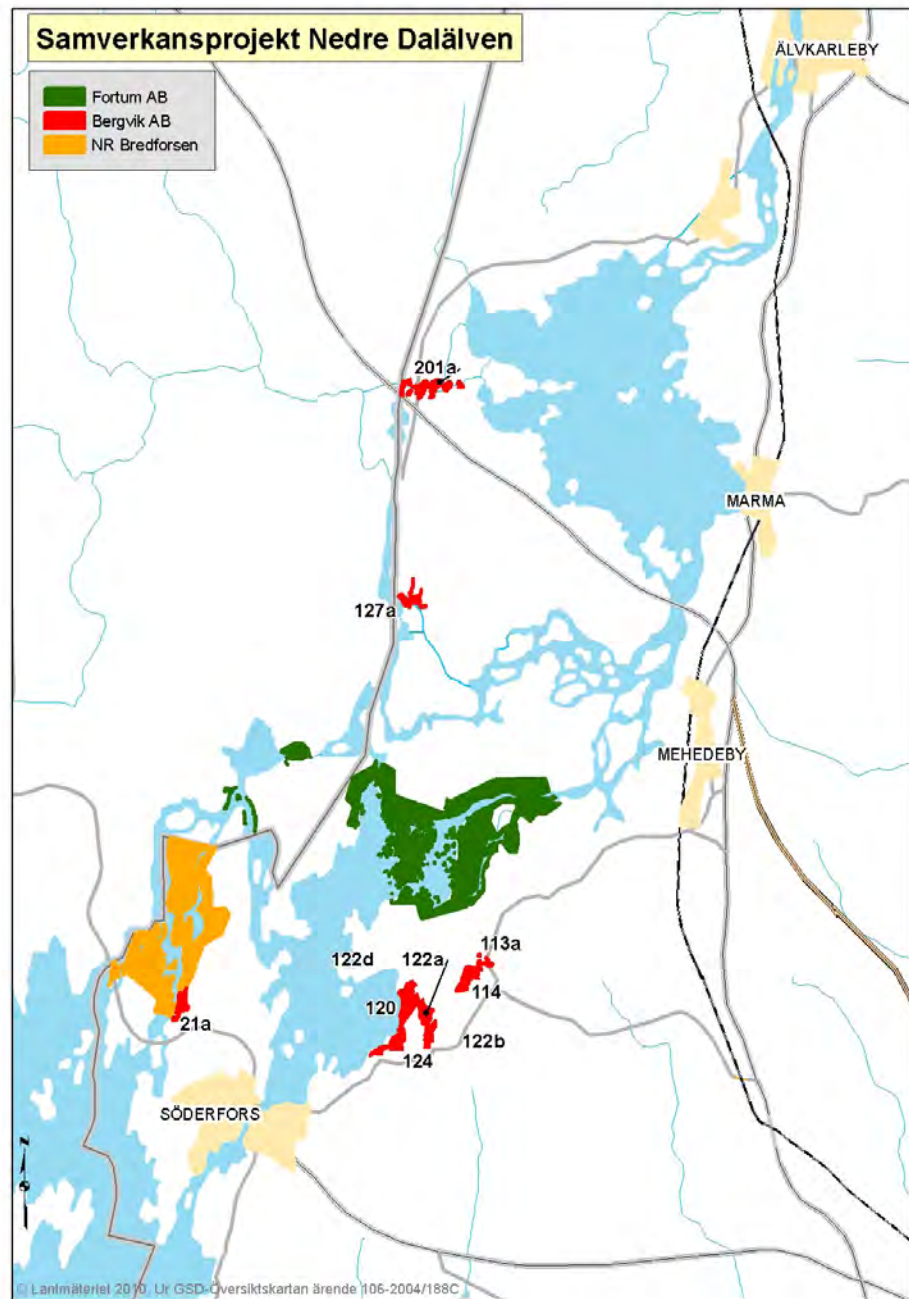 Samverkansprojekt Nedre Dalälven
ÄLVKARLEBY
Fortum AB
Bergvik AB
NR Bredforsen
201a
MARMA
127a
MEHEDEBY
113a
122d
122a
114
120
21a
122b
124
SÖDERFORS
N
© Lantmäteriet 2010. Ur GSD-Översiktskartan ärende 106-2004/188C